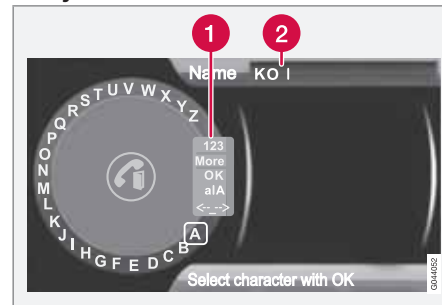 1 2
Name KO I
A B C D E F G H I J K L M N O P Q R S T U V W X Y Z
123
More
OK
a|A
<-- -->
Select character with OK
G044052